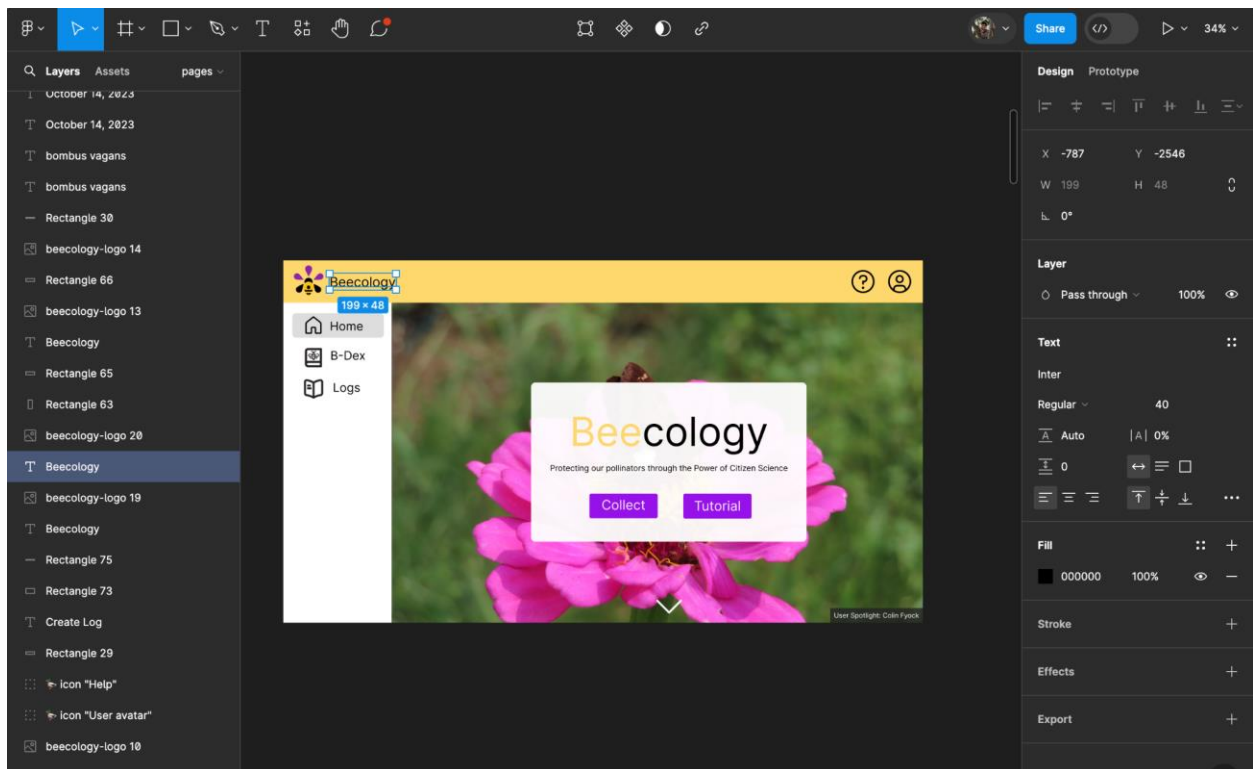 Share
34%
Layers Assets pages
October 14, 2023
October 14, 2023
bombus vagans
bombus vagans
Rectangle 30
beecology-logo 14
Rectangle 66
beecology-logo 13
Beecology
Rectangle 65
Rectangle 63
beecology-logo 20
Beecology
beecology-logo 19
Beecology
Rectangle 75
Rectangle 73
Create Log
Rectangle 29
icon "Help"
icon "User avatar"
beecology-logo 10
Beecology
199 × 48
Home
B-Dex
Logs
Beecology
Protecting our pollinators through the Power of Citizen Science
Collect Tutorial
User Spotlight: Colin Fyock
Design Prototype
X -787 Y -2546
W 199 H 48
0°
Layer
Pass through 100%
Text
Inter
Regular 40
A Auto |A| 0%
0
Fill
000000 100%
Stroke
Effects
Export